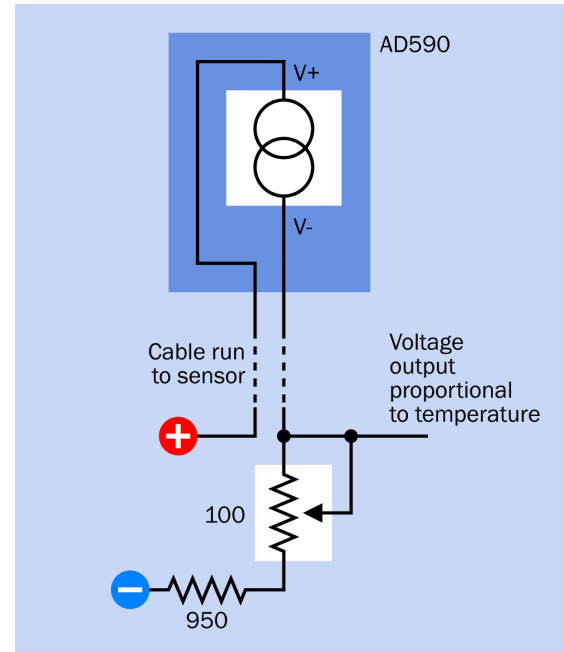 AD590
V+
V-
Cable run
to sensor
Voltage
output
proportional
to temperature
+
100
−
950